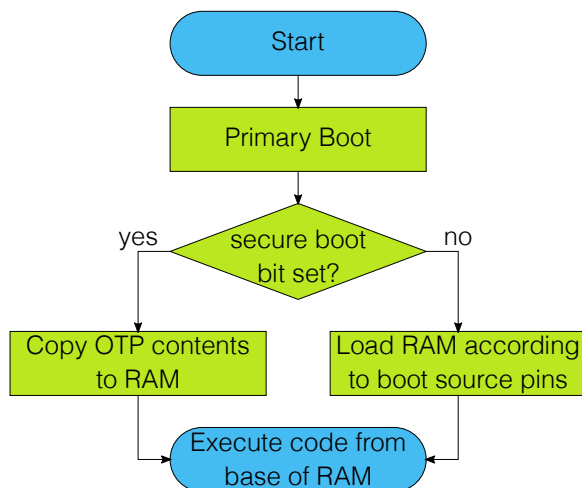 Start
Primary Boot
yes
secure boot
bit set?
no
Copy OTP contents
to RAM
Load RAM according
to boot source pins
Execute code from
base of RAM